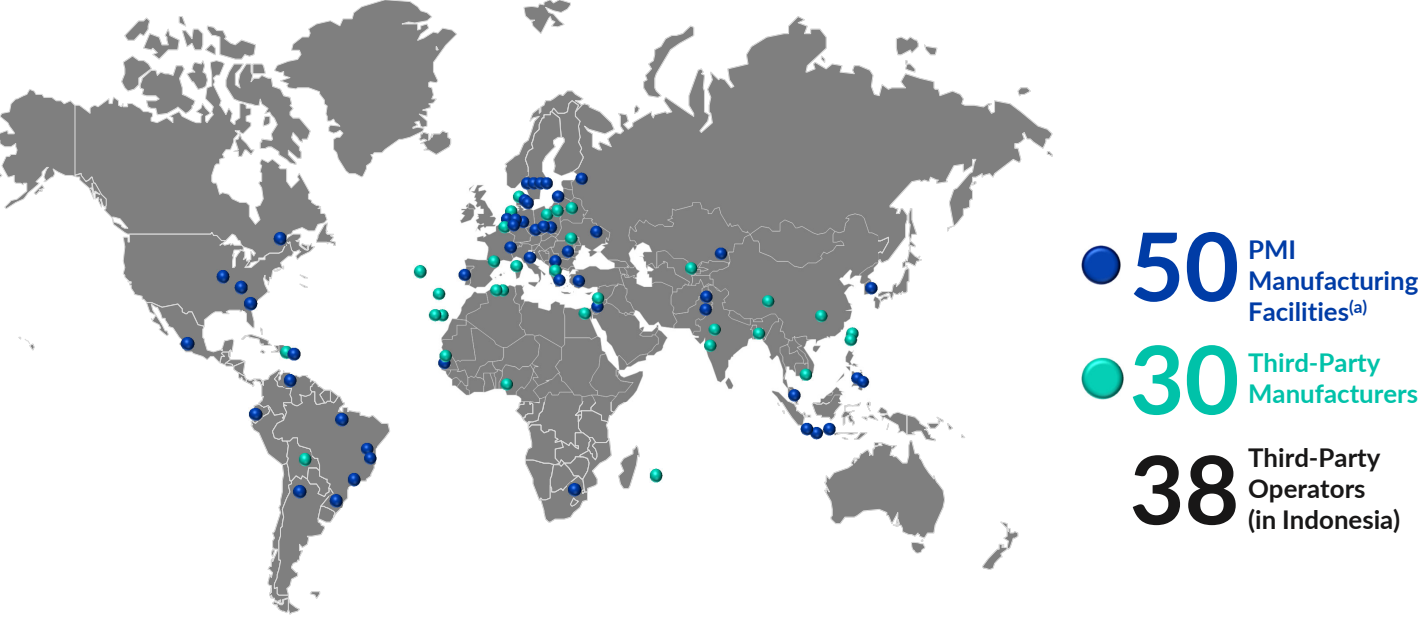 50
PMI
Manufacturing
Facilities(a)
30
Third-Party
Manufacturers
38
Third-Party
Operators
(in Indonesia)